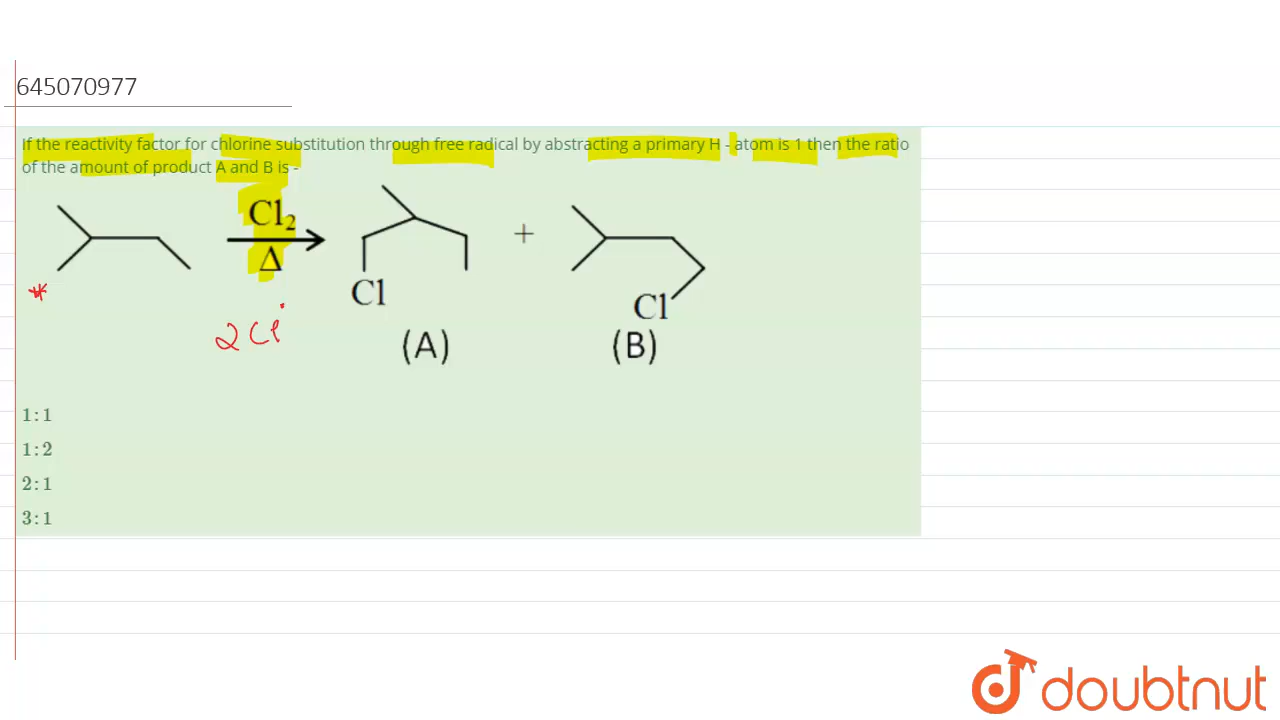 645070977
If the reactivity factor for chlorine substitution through free radical by abstracting a primary H - atom is 1 then the ratio
of the amount of product A and B is -
Cl₂
Δ
+
Cl
Cl
*
2Cl˙
(A)
(B)
1 : 1
1 : 2
2 : 1
3 : 1
doubtnut